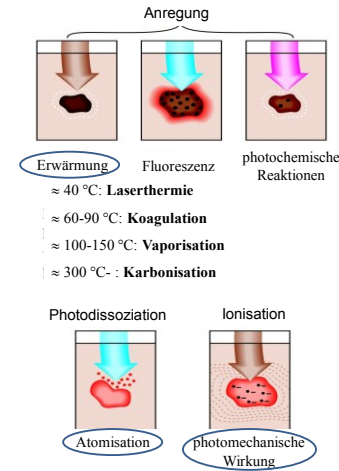 Anregung
Erwärmung
Fluoreszenz
photochemische
Reaktionen
≈ 40 °C: Laserthermie
≈ 60-90 °C: Koagulation
≈ 100-150 °C: Vaporisation
≈ 300 °C- : Karbonisation
Photodissoziation
Ionisation
Atomisation
photomechanische
Wirkung